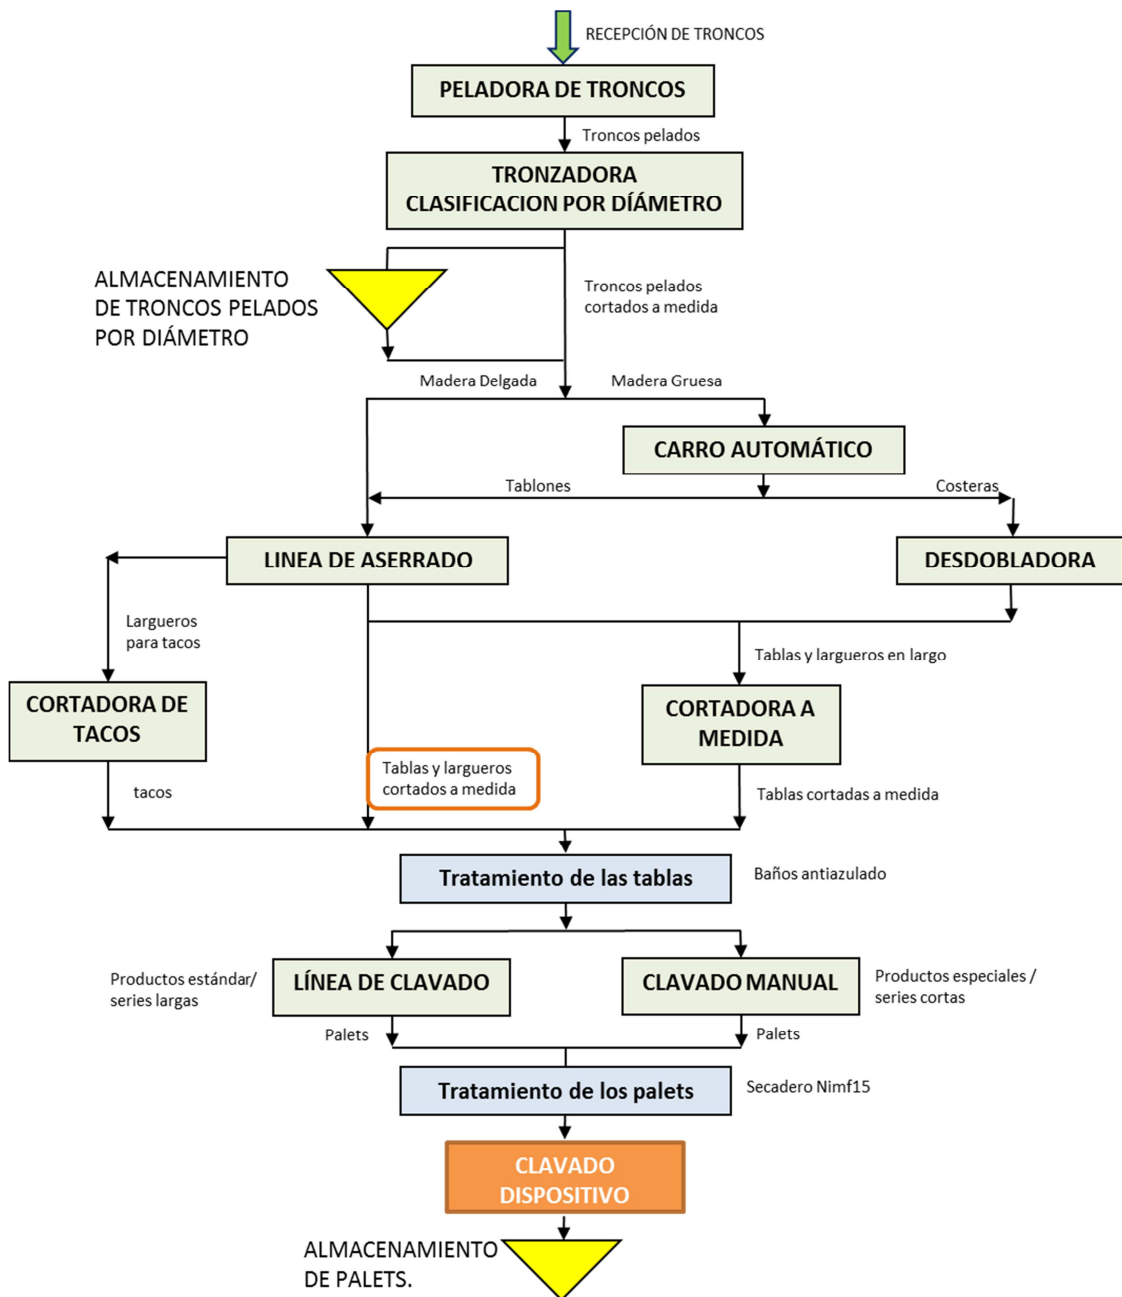 RECEPCIÓN DE TRONCOS
PELADORA DE TRONCOS
Troncos pelados
TRONZADORA
CLASIFICACION POR DÍÁMETRO
ALMACENAMIENTO
DE TRONCOS PELADOS
POR DIÁMETRO
Troncos pelados
cortados a medida
Madera Delgada
Madera Gruesa
CARRO AUTOMÁTICO
Tablones
Costeras
LINEA DE ASERRADO
DESDOBLADORA
Largueros
para tacos
Tablas y largueros en largo
CORTADORA DE
TACOS
CORTADORA A
MEDIDA
Tablas y largueros
cortados a medida
tacos
Tablas cortadas a medida
Tratamiento de las tablas
Baños antiazulado
Productos estándar/
series largas
LÍNEA DE CLAVADO
CLAVADO MANUAL
Productos especiales /
series cortas
Palets
Palets
Tratamiento de los palets
Secadero Nimf15
CLAVADO
DISPOSITIVO
ALMACENAMIENTO
DE PALETS.